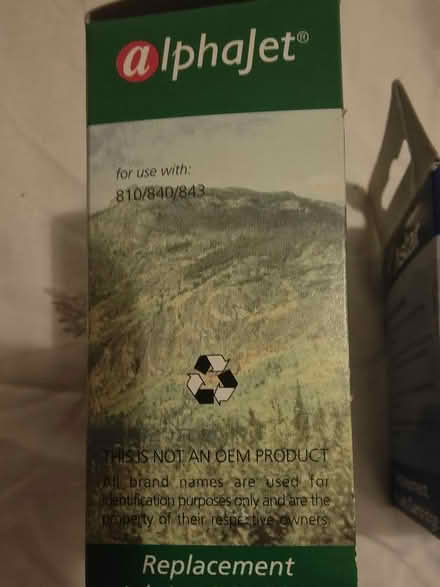 alphaJet®
for use with:
810/840/843
THIS IS NOT AN OEM PRODUCT
All brand names are used for
identification purposes only and are the
property of their respective owners.
Replacement